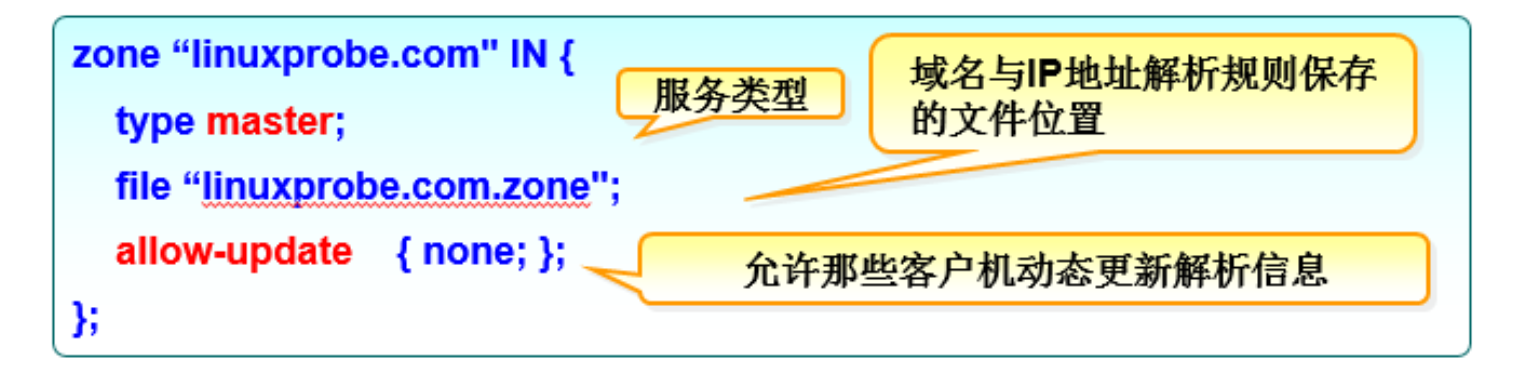 zone “linuxprobe.com" IN {
服务类型
域名与IP地址解析规则保存
的文件位置
type master;
file “linuxprobe.com.zone";
allow-update { none; };
允许那些客户机动态更新解析信息
};